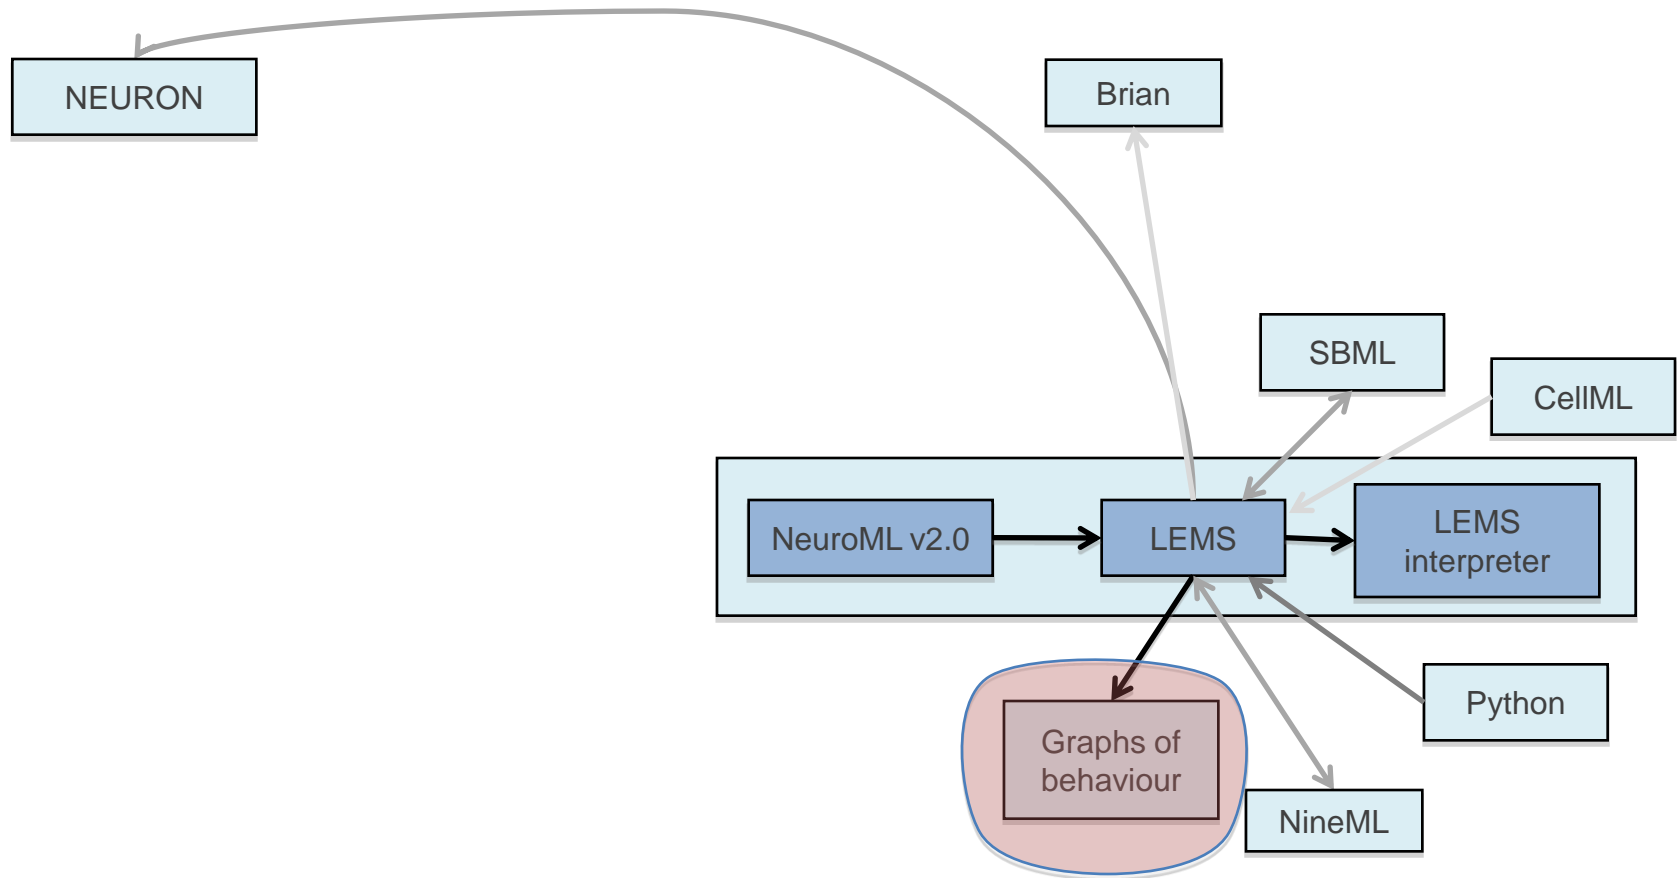 NEURON
Brian
SBML
CellML
NeuroML v2.0
LEMS
LEMS
interpreter
Python
Graphs of
behaviour
NineML